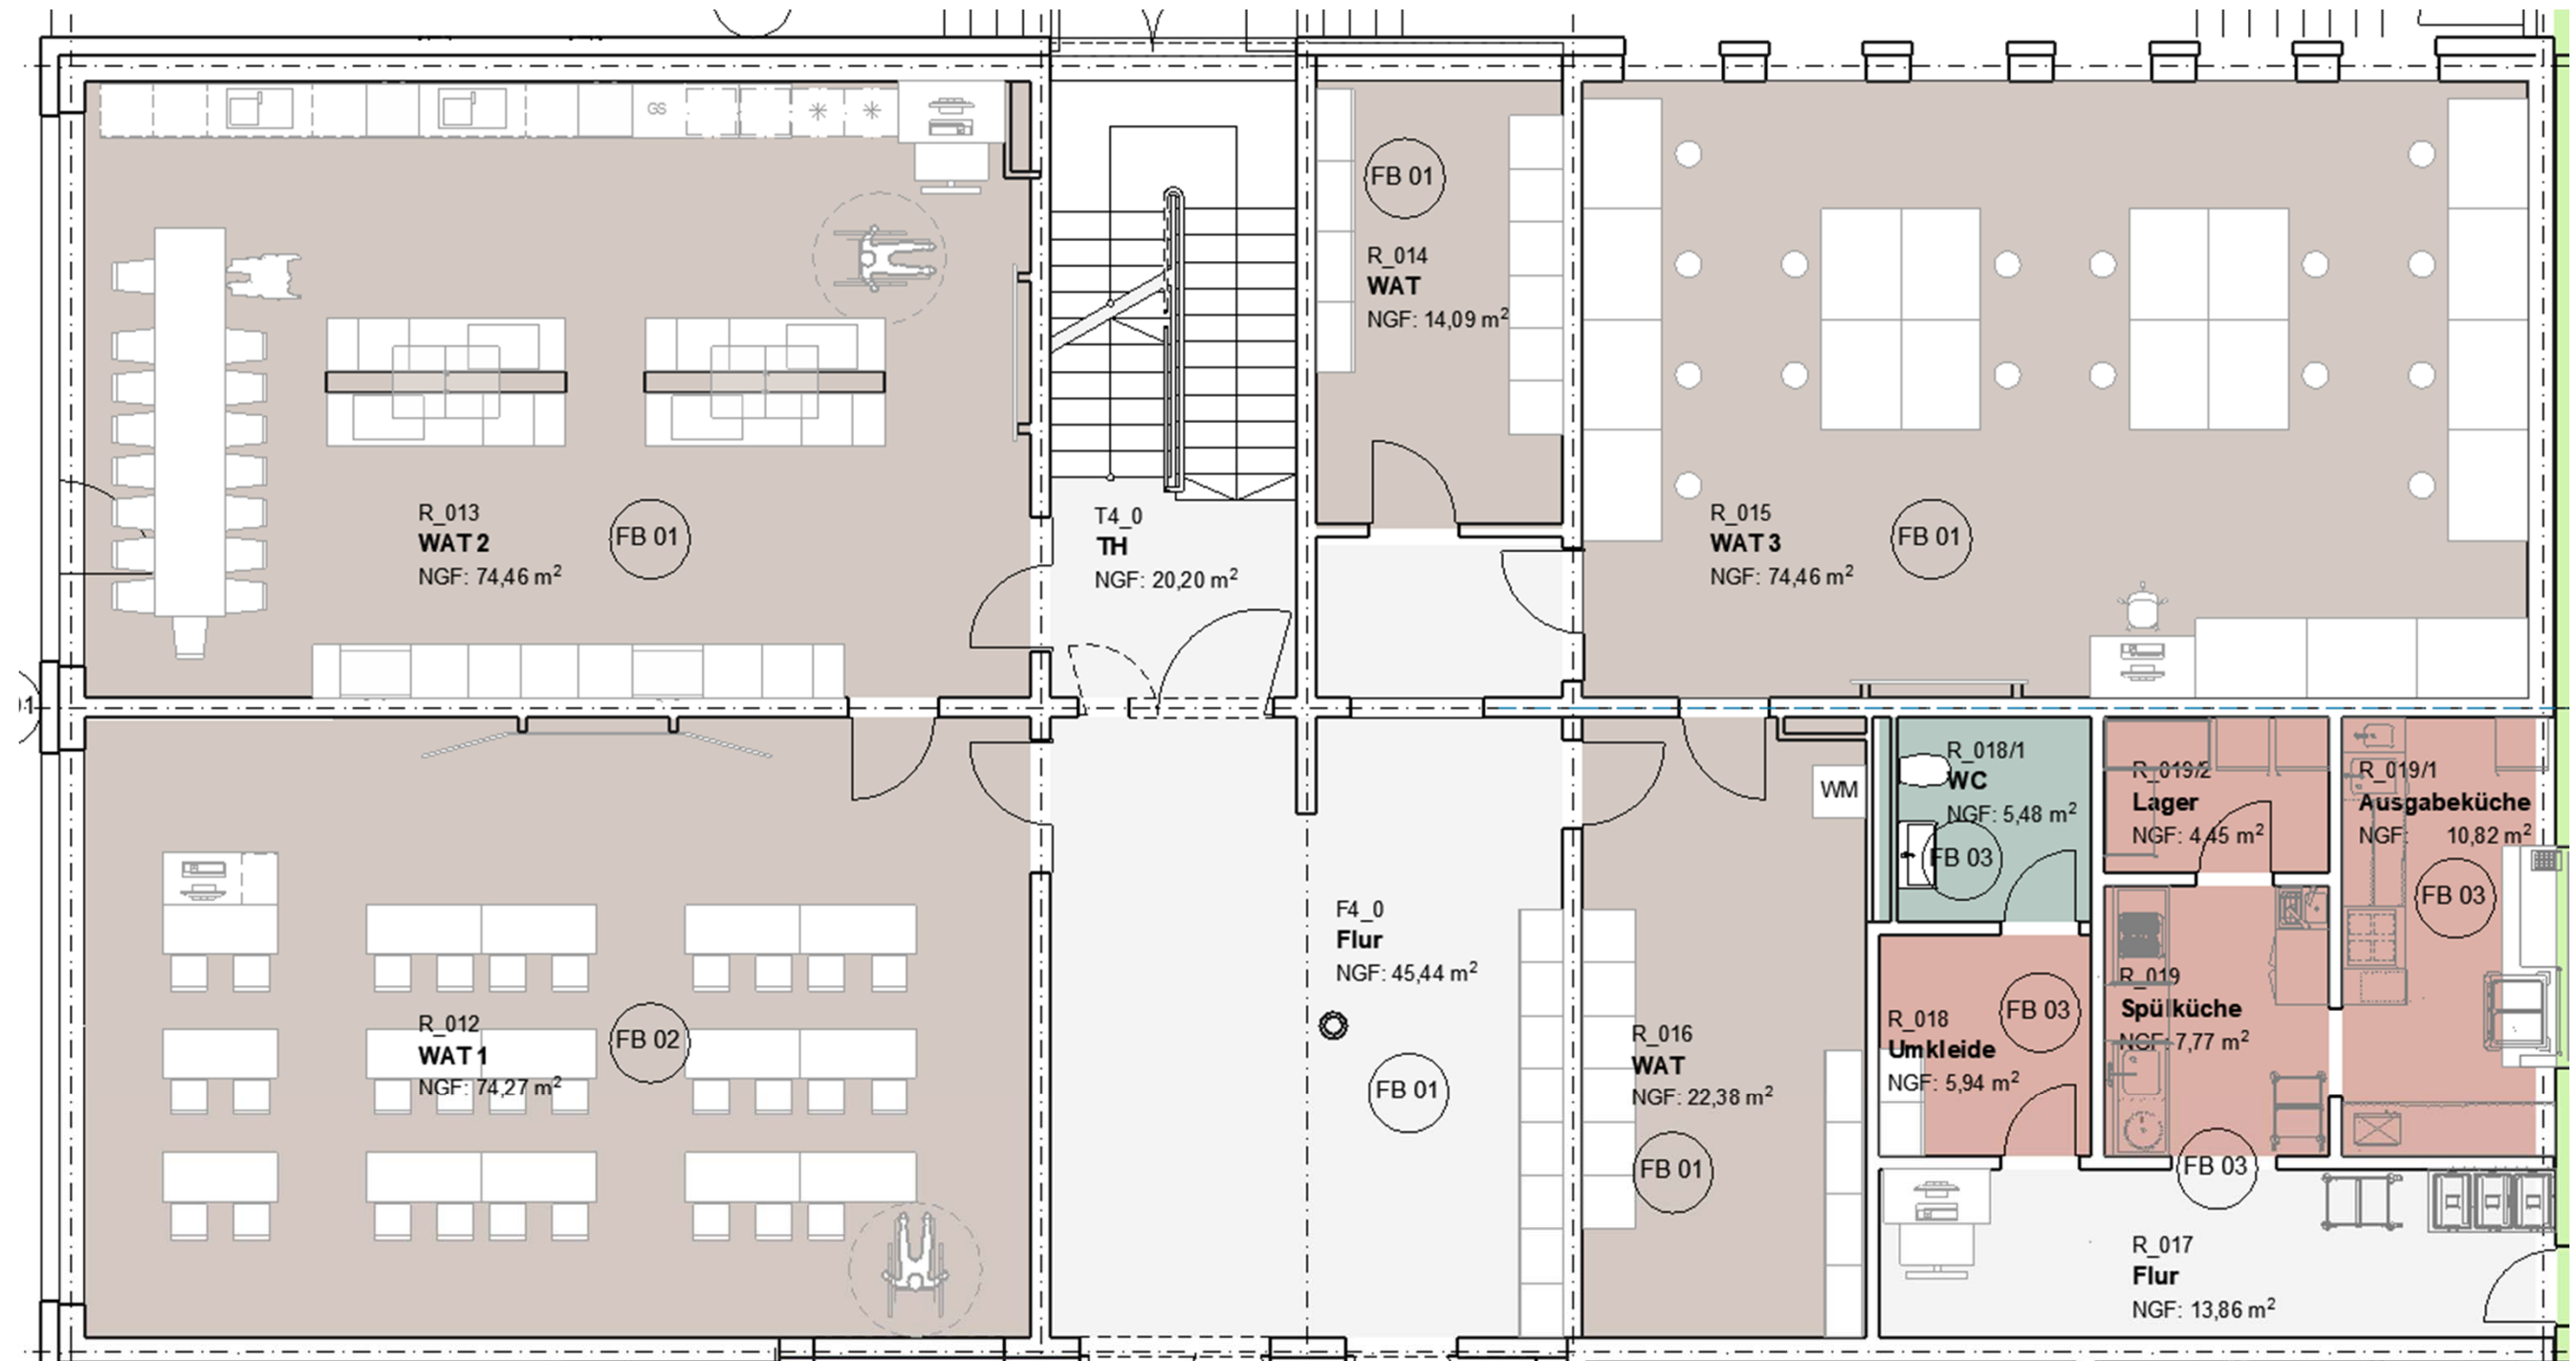 GS
FB 01
R_014
WAT
NGF: 14,09 m²
R_013
WAT 2
NGF: 74,46 m²
FB 01
T4_0
TH
NGF: 20,20 m²
R_015
WAT 3
NGF: 74,46 m²
FB 01
R_012
WAT 1
NGF: 74,27 m²
FB 02
F4_0
Flur
NGF: 45,44 m²
FB 01
WM
R_016
WAT
NGF: 22,38 m²
FB 01
R_018/1
WC
NGF: 5,48 m²
FB 03
R_019/2
Lager
NGF: 4,45 m²
R_019/1
Ausgabeküche
NGF: 10,82 m²
FB 03
R_018
Umkleide
NGF: 5,94 m²
FB 03
R_019
Spülküche
NGF: 7,77 m²
FB 03
R_017
Flur
NGF: 13,86 m²